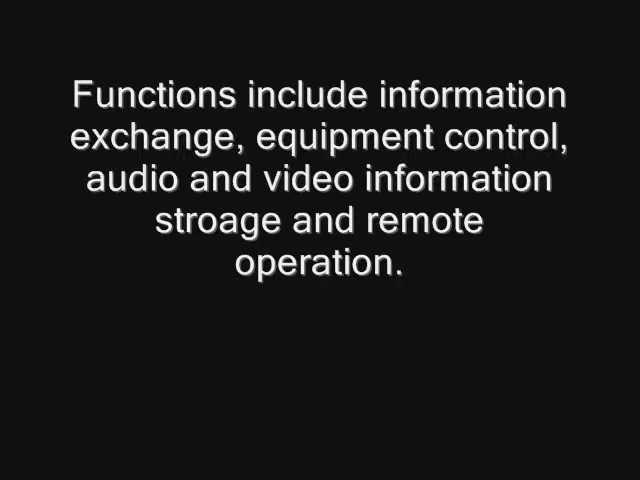 Functions include information
exchange, equipment control,
audio and video information
stroage and remote
operation.